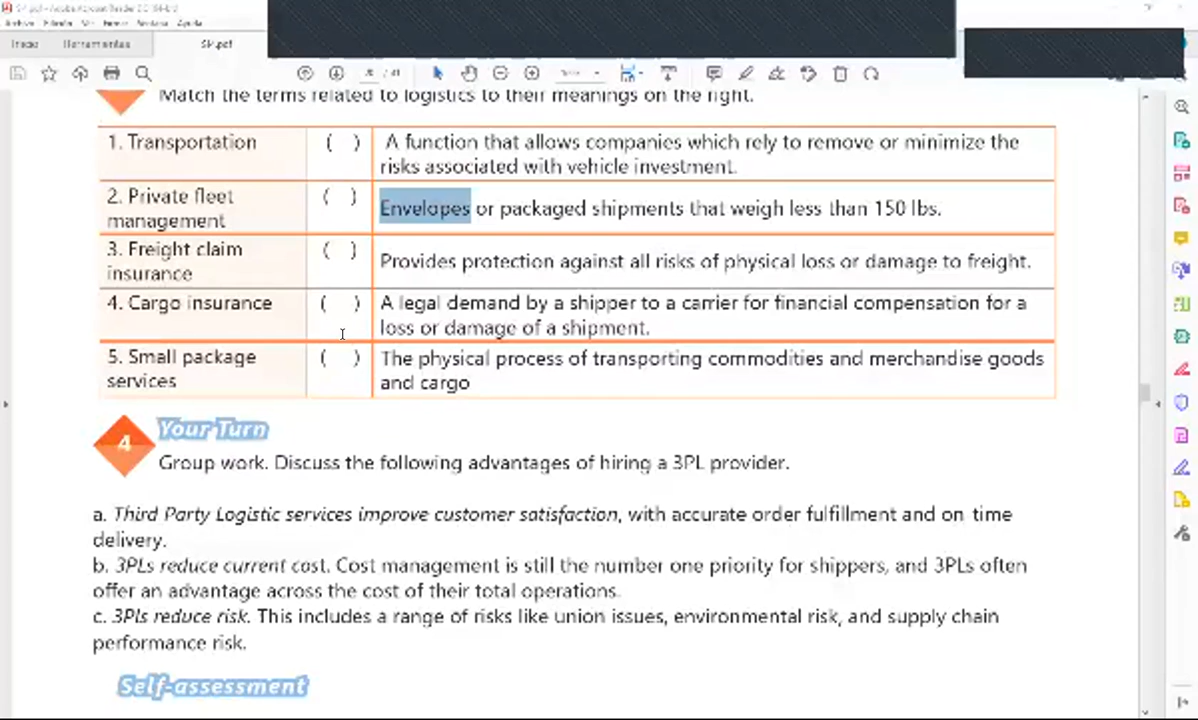 Inicio
Herramientas
Match the terms related to logistics to their meanings on the right.
1. Transportation
( )
A function that allows companies which rely to remove or minimize the
risks associated with vehicle investment.
2. Private fleet
management
( )
Envelopes or packaged shipments that weigh less than 150 lbs.
3. Freight claim
insurance
( )
Provides protection against all risks of physical loss or damage to freight.
4. Cargo insurance
( )
A legal demand by a shipper to a carrier for financial compensation for a
loss or damage of a shipment.
5. Small package
services
( )
The physical process of transporting commodities and merchandise goods
and cargo
4
Your Turn
Group work. Discuss the following advantages of hiring a 3PL provider.
a. Third Party Logistic services improve customer satisfaction, with accurate order fulfillment and on time
delivery.
b. 3PLs reduce current cost. Cost management is still the number one priority for shippers, and 3PLs often
offer an advantage across the cost of their total operations.
c. 3Pls reduce risk. This includes a range of risks like union issues, environmental risk, and supply chain
performance risk.
Self-assessment